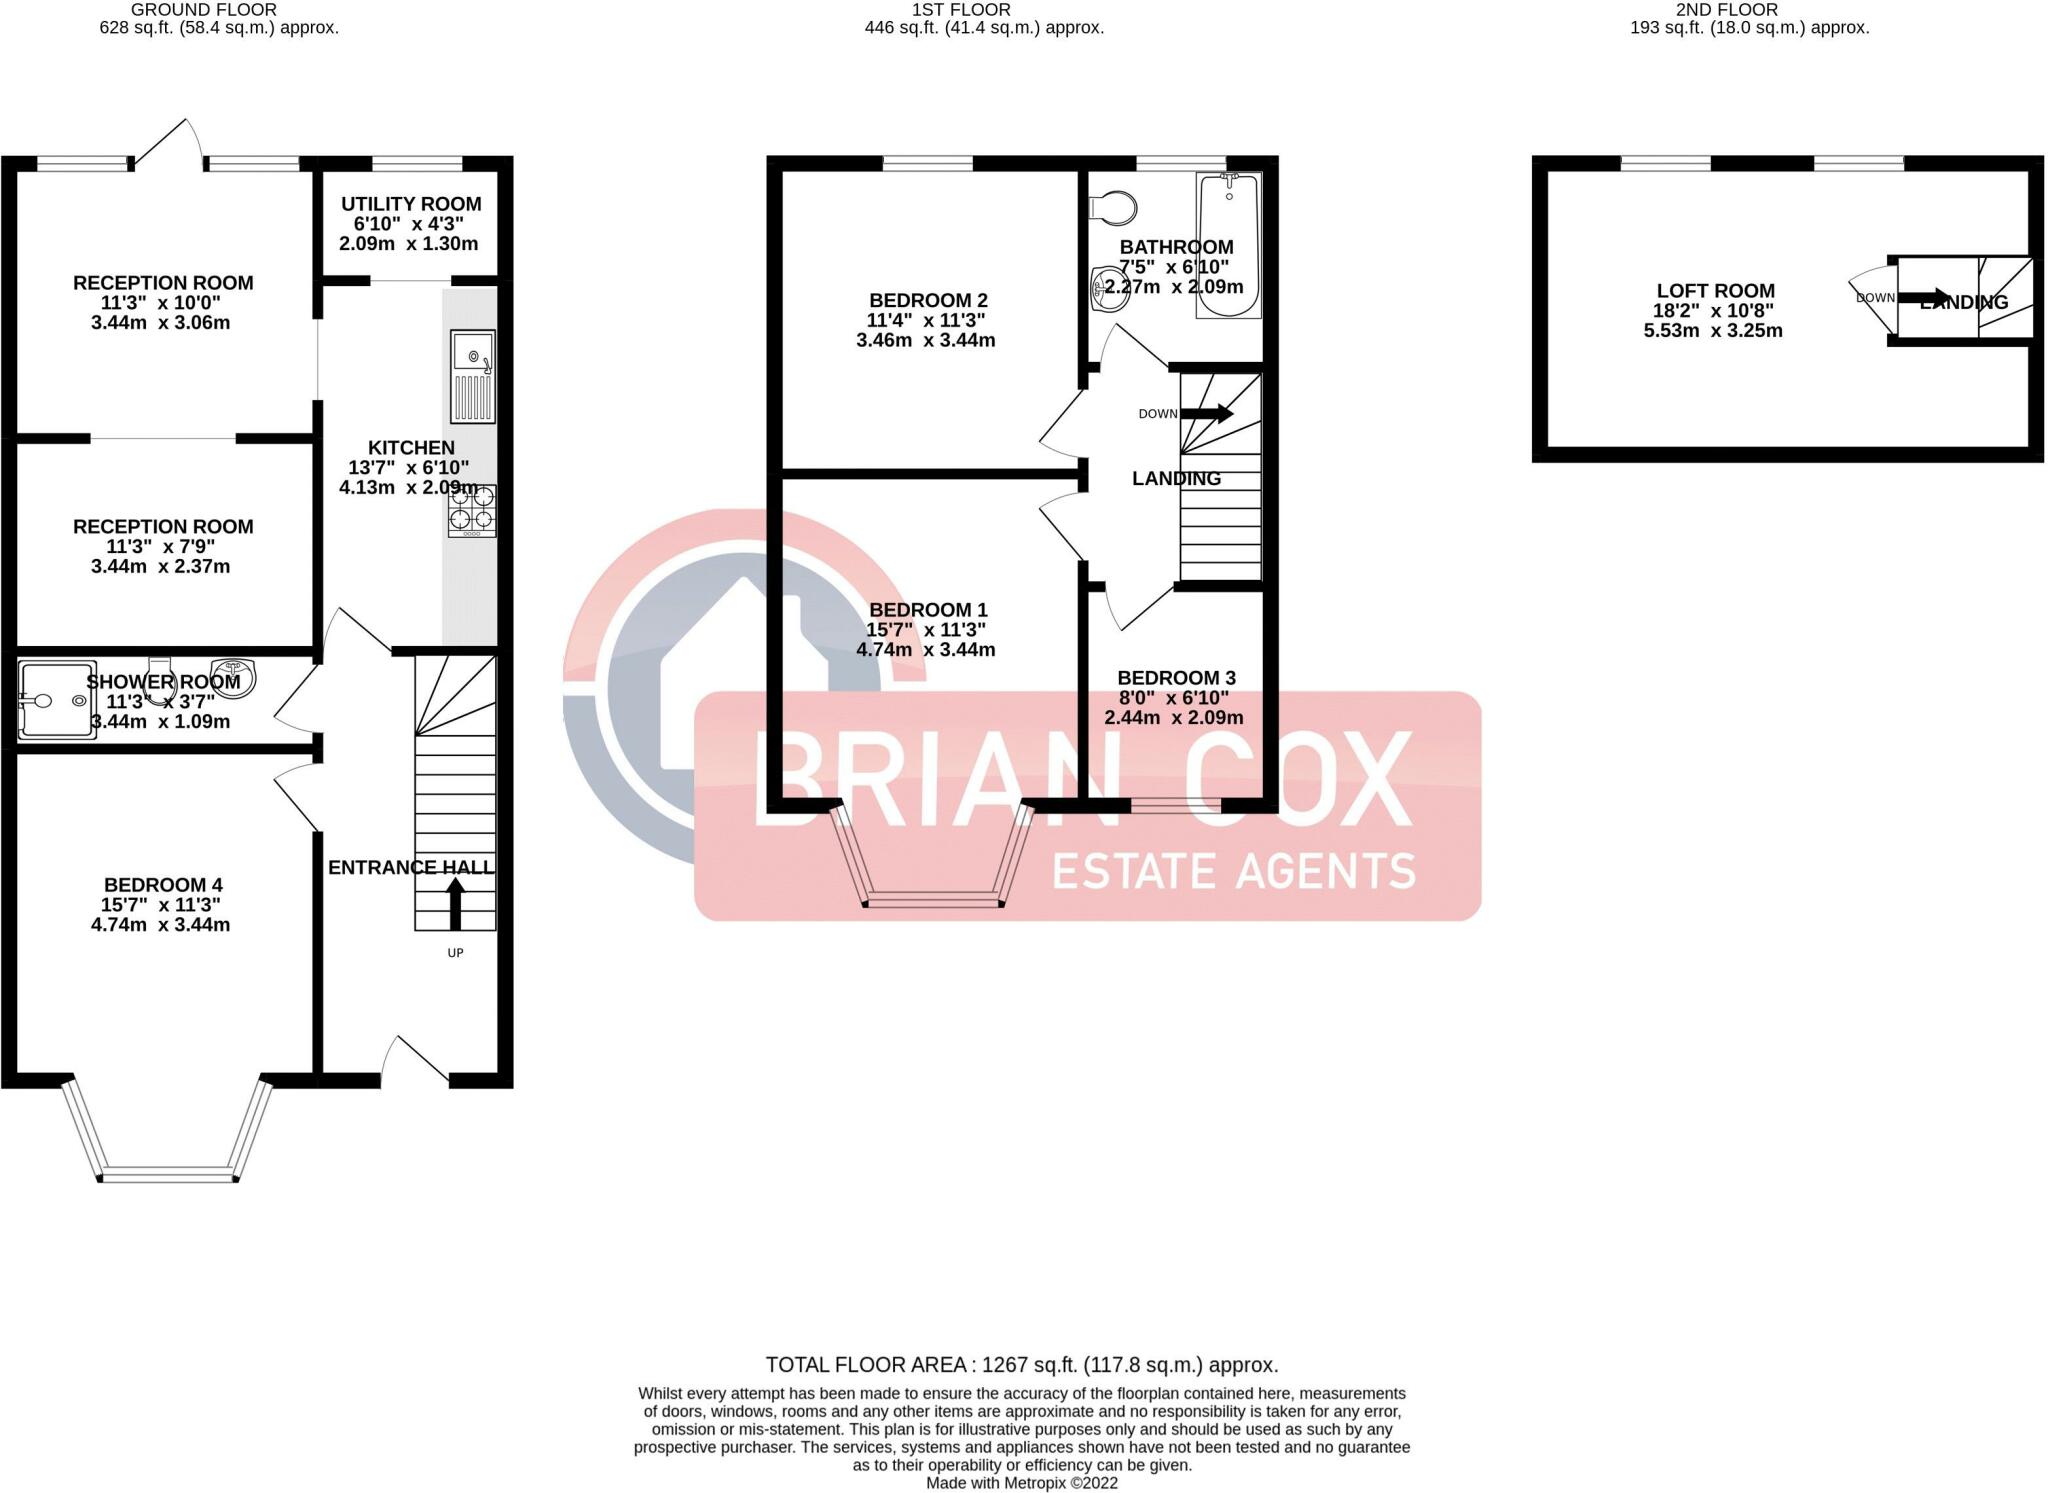 GROUND FLOOR
628 sq.ft. (58.4 sq.m.) approx.
1ST FLOOR
446 sq.ft. (41.4 sq.m.) approx.
2ND FLOOR
193 sq.ft. (18.0 sq.m.) approx.
UTILITY ROOM
6'10" x 4'3"
2.09m x 1.30m
RECEPTION ROOM
11'3" x 10'0"
3.44m x 3.06m
KITCHEN
13'7" x 6'10"
4.13m x 2.09m
RECEPTION ROOM
11'3" x 7'9"
3.44m x 2.37m
SHOWER ROOM
11'3" x 3'7"
3.44m x 1.09m
ENTRANCE HALL
BEDROOM 4
15'7" x 11'3"
4.74m x 3.44m
UP
BATHROOM
7'5" x 6'10"
2.27m x 2.09m
BEDROOM 2
11'4" x 11'3"
3.46m x 3.44m
DOWN
LANDING
BEDROOM 1
15'7" x 11'3"
4.74m x 3.44m
BEDROOM 3
8'0" x 6'10"
2.44m x 2.09m
BRIAN COX
ESTATE AGENTS
LOFT ROOM
18'2" x 10'8"
5.53m x 3.25m
DOWN
LANDING
TOTAL FLOOR AREA : 1267 sq.ft. (117.8 sq.m.) approx.
Whilst every attempt has been made to ensure the accuracy of the floorplan contained here, measurements
of doors, windows, rooms and any other items are approximate and no responsibility is taken for any error,
omission or mis-statement. This plan is for illustrative purposes only and should be used as such by any
prospective purchaser. The services, systems and appliances shown have not been tested and no guarantee
as to their operability or efficiency can be given.
Made with Metropix ©2022